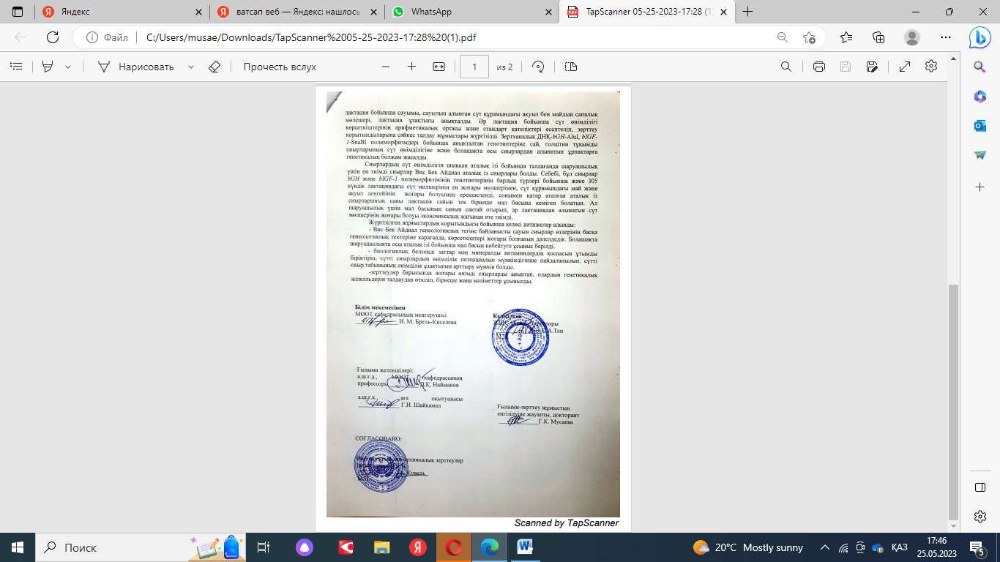 Яндекс
ватсап веб — Яндекс: нашлось
WhatsApp
TapScanner 05-25-2023-17:28 (1)
Файл
C:/Users/musae/Downloads/TapScanner%2005-25-2023-17:28%20(1).pdf
Нарисовать
Прочесть вслух
1
из 2
лактация бойынша сауымы, сауылып алынған сүт құрамындағы ақуыз бен майдың сапалық
мөлшері, лактация ұзақтығы анықталды. Әр лактация бойынша сүт өнімділігі
көрсеткіштерінің арифметикалық ортасы және стандарт қателіктері есептеліп, зерттеу
қорытындыларына сәйкес талдау жұмыстары жүргізілді. Зертханалық ДНҚ-bGH-AluI, bIGF-
1-SnaBI полиморфизмдері бойынша анықталған генотиптеріне сай, голштин тұқымды
сиырларының сүт өнімділігіне және болашақта осы сиырлардан алынатын ұрпақтарға
генетикалық болжам жасалды.
Сиырлардың сүт өнімділігін шыққан аталық ізі бойынша талдағанда шаруашылық
үшін ең тиімді сиырлар Вис Бек Айдиал аталық із сиырлары болды. Себебі, бұл сиырлар
bGH және bIGF-1 полиморфизімінің генотиптерінің барлық түрлері бойынша және 305
күндік лактациядағы сүт мөлшерінің ең жоғары мөлшерімен, сүт құрамындағы май және
ақуыз деңгейінің жоғары болуымен ерекшеленді, сонымен қатар аталған аталық із
сиырларының саны лактация сайын тек бірнеше мал басына кеміген болатын. Ал
шаруашылық үшін мал басының санын сақтай отырып, әр лактациядан алынатын сүт
мөлшерінің жоғары болуы экономикалық жағынан өте тиімді.
Жүргізілген жұмыстардың қорытындысы бойынша келесі нәтижелер алынды:
- Вис Бек Айдиал генеологиялық тегіне байланысты сауын сиырлар өздерінің басқа
генеологиялық тектеріне қарағанда, көрсеткіштері жоғары болғанын дәлелдедік. Болашақта
шаруашылықта осы аталық ізі бойынша мал басын көбейтуге ұсыныс берілді.
- биологиялық белсенді заттар мен минералды витаминдердің қоспасын ұтымды
біріктіріп, сүтті сиырлардың өнімділік потенциалын мүмкіндігінше пайдаланылып, сүтті
сиыр табынының өнімділік ұзақтығын арттыру мүмкін болды.
-зерттеулер барысында жоғары өнімді сиырларды анықтап, олардың генетикалық
аллелльдерін талдаудан өткізіп, бірнеше жаңа мәліметтер ұсынылды.
Білім мекемесінен
МӨӨТ кафедрасының меңгерушісі
И. М. Брель-Киселева
Келісілген
С.А.Тен
Ғылыми жетекшілері:
а.ш.ғ.д., МӨӨТ кафедрасының
профессоры Д.Қ. Найманов
а.ш.ғ.к., аға оқытушысы
Г.И. Шайкамал
Ғылыми-зерттеу жұмыстың
енгізілуіне жауапты, докторант
Г.К. Мусаева
СОГЛАСОВАНО:
техникалық зерттеулер
Коваль
М.П.
Scanned by TapScanner
Поиск
20°C Mostly sunny
ҚАЗ
17:46
25.05.2023
5